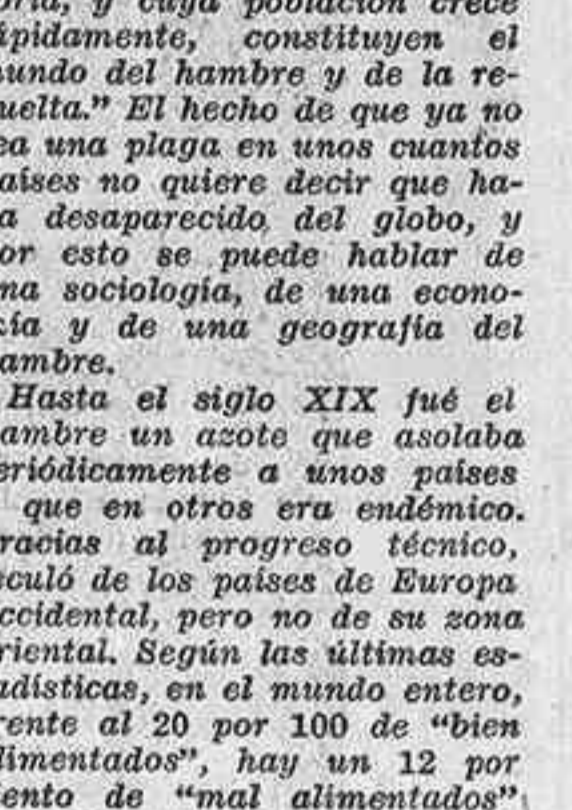 oria, y cuya población crece
ápidamente, constituyen el
undo del hambre y de la re-
uelta." El hecho de que ya no
ea una plaga en unos cuantos
aíses no quiere decir que ha-
a desaparecido del globo, y
or esto se puede hablar de
na sociología, de una econo-
ía y de una geografía del
ambre.
Hasta el siglo XIX fué el
ambre un azote que asolaba
eriódicamente a unos países
que en otros era endémico.
racias al progreso técnico,
culó de los países de Europa
ccidental, pero no de su zona
riental. Según las últimas es-
adísticas, en el mundo entero,
rente al 20 por 100 de "bien
limentados", hay un 12 por
iento de "mal alimentados"